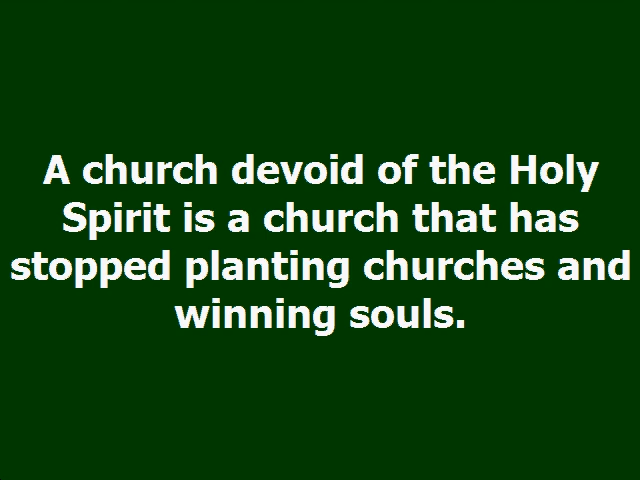 A church devoid of the Holy
Spirit is a church that has
stopped planting churches and
winning souls.